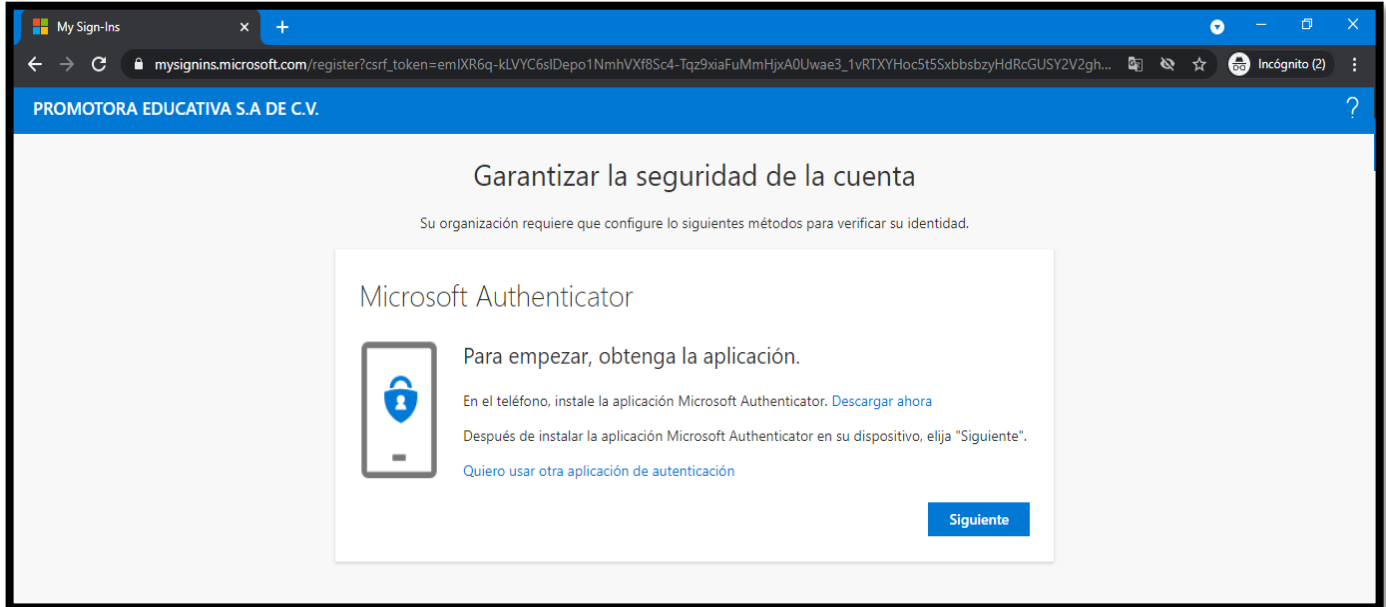 My Sign-Ins
mysignins.microsoft.com/register?csrf_token=emIXR6q-kLVYC6sIDepo1NmhVXf8Sc4-Tqz9xiaFuMmHjxA0Uwae3_1vRTXYHoc5t5SxbbsbzyHdRcGUSY2V2gh...
Incógnito (2)
PROMOTORA EDUCATIVA S.A DE C.V.
?
Garantizar la seguridad de la cuenta
Su organización requiere que configure lo siguientes métodos para verificar su identidad.
Microsoft Authenticator
Para empezar, obtenga la aplicación.
En el teléfono, instale la aplicación Microsoft Authenticator. Descargar ahora
Después de instalar la aplicación Microsoft Authenticator en su dispositivo, elija "Siguiente".
Quiero usar otra aplicación de autenticación
Siguiente